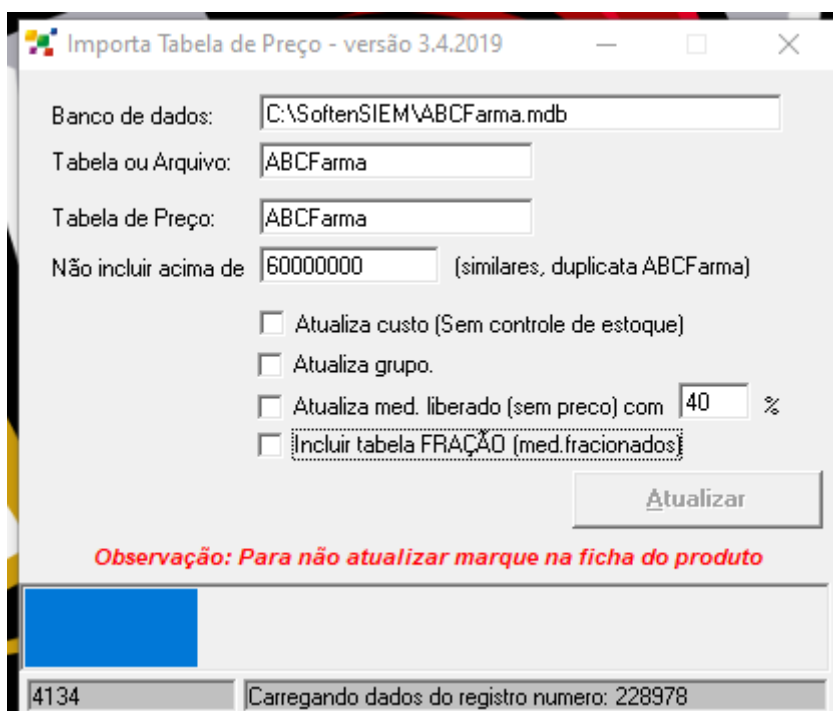 Importa Tabela de Preço - versão 3.4.2019
Banco de dados: C:\SoftenSIEM\ABCFarma.mdb
Tabela ou Arquivo: ABCFarma
Tabela de Preço: ABCFarma
Não incluir acima de 60000000 (similares, duplicata ABCFarma)
Atualiza custo (Sem controle de estoque)
Atualiza grupo.
Atualiza med. liberado (sem preco) com 40 %
Incluir tabela FRAÇÃO (med.fracionados)
Atualizar
Observação: Para não atualizar marque na ficha do produto
4134 Carregando dados do registro numero: 228978